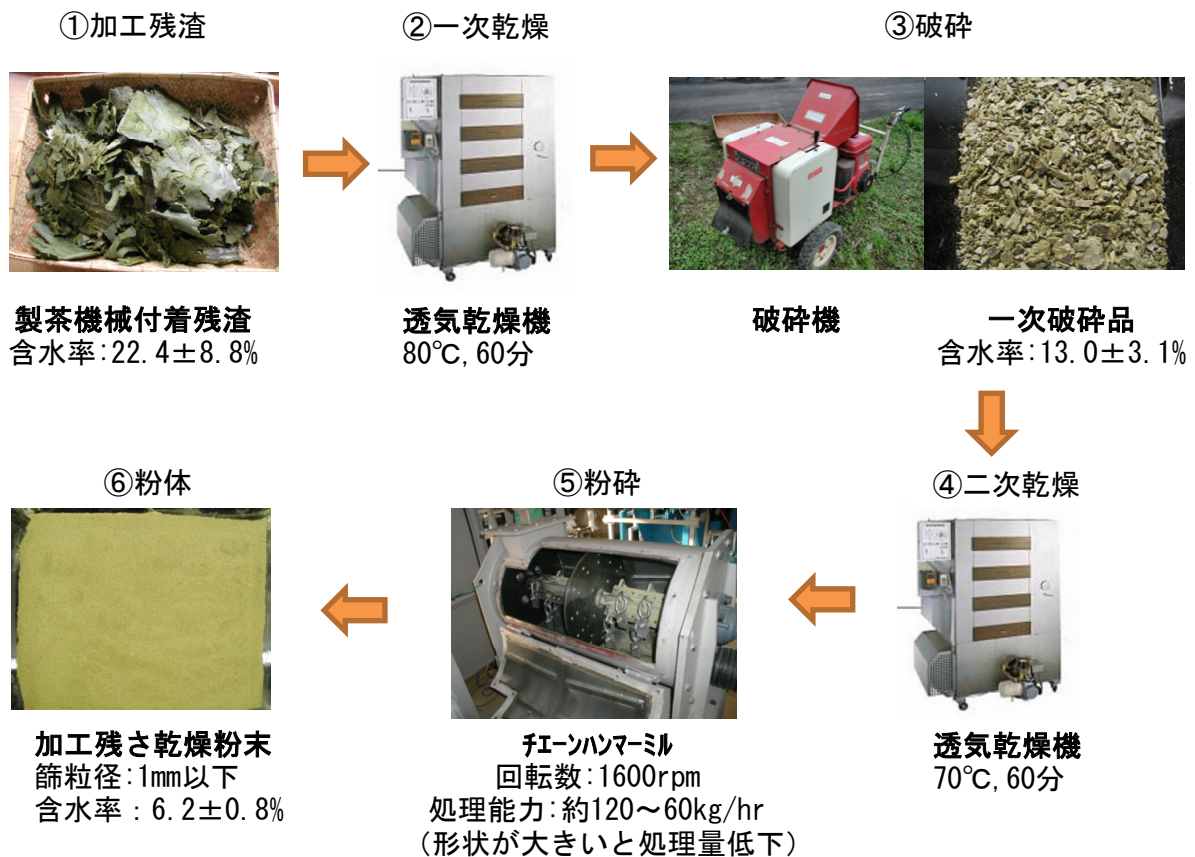 ①加工残渣
②一次乾燥
③破砕
製茶機械付着残渣
含水率:22.4±8.8%
透気乾燥機
80℃,60分
破砕機
一次破砕品
含水率:13.0±3.1%
④二次乾燥
透気乾燥機
70℃,60分
⑤粉砕
チエーンハンマーミル
回転数:1600rpm
処理能力:約120～60kg/hr
（形状が大きいと処理量低下）
⑥粉体
加工残さ乾燥粉末
篩粒径:1mm以下
含水率：6.2±0.8%